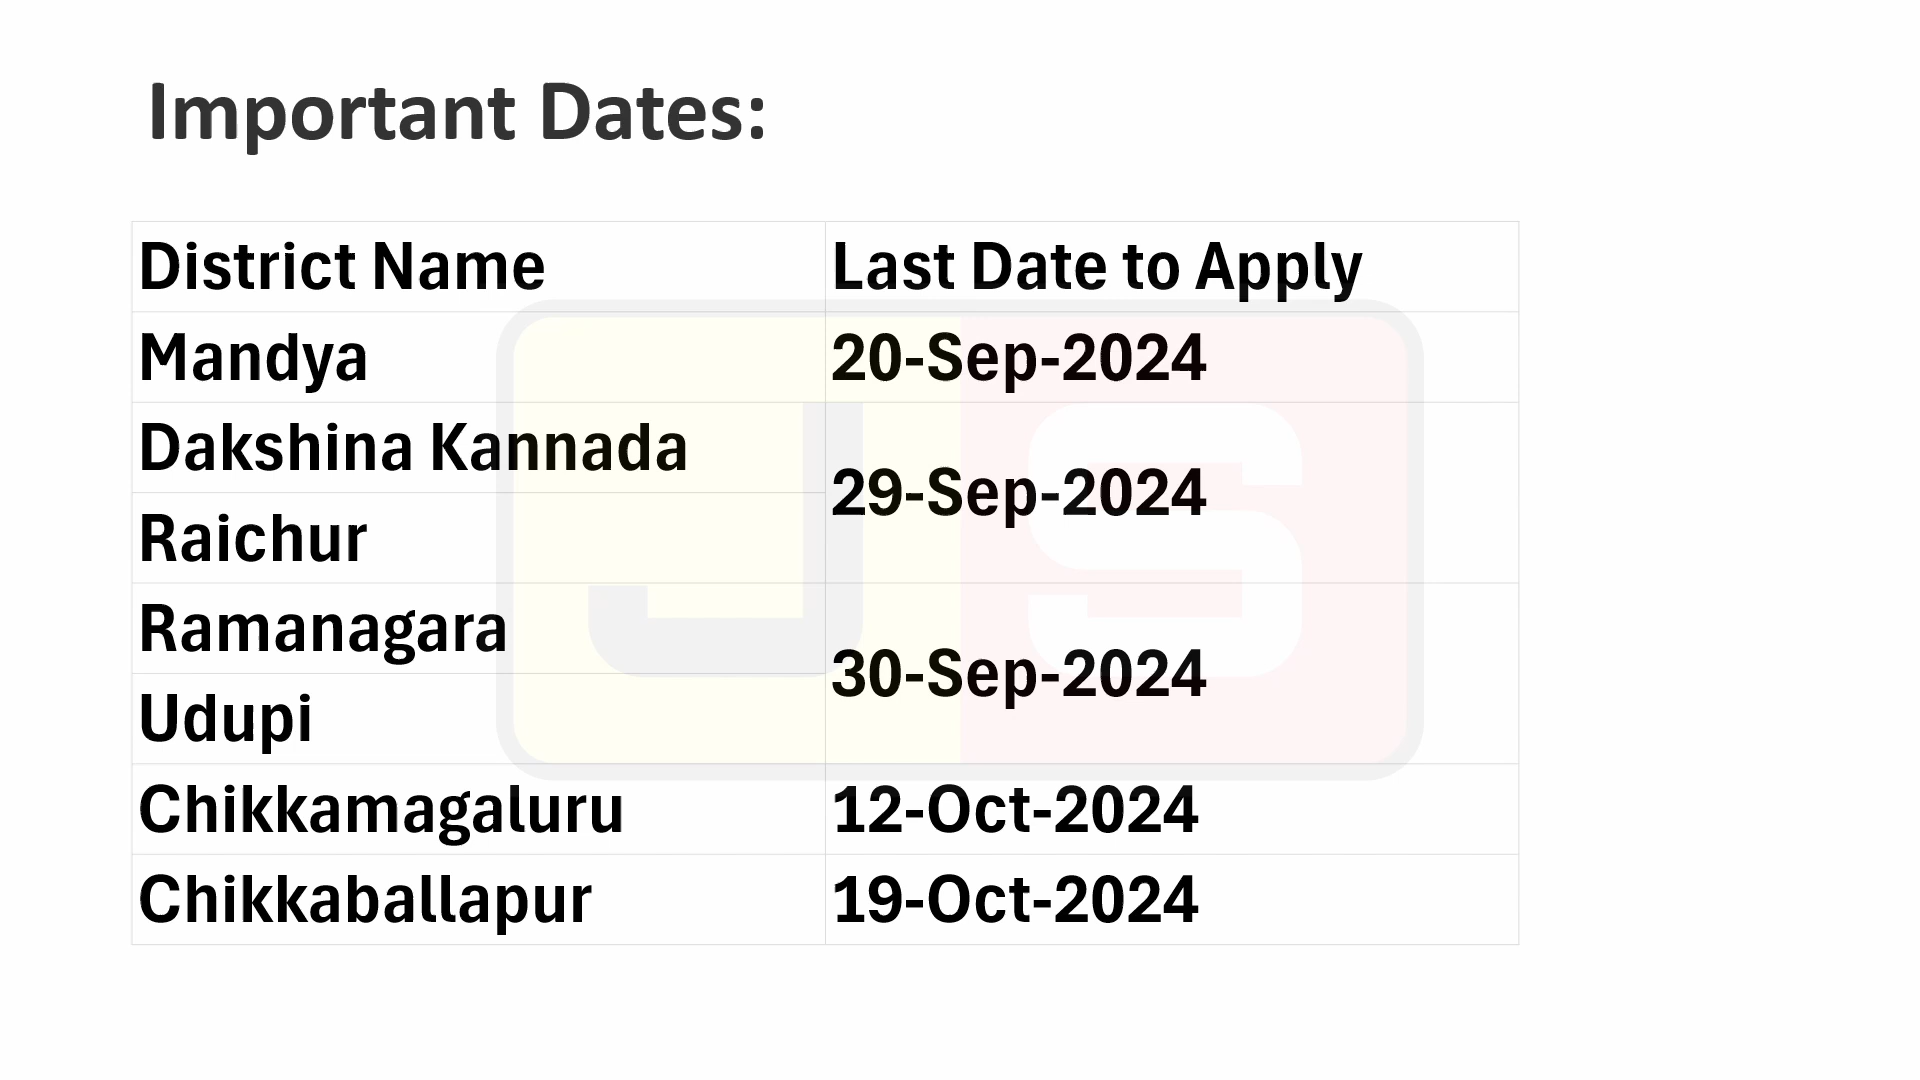 Important Dates:
District Name Last Date to Apply
Mandya 20-Sep-2024
Dakshina Kannada
29-Sep-2024
Raichur
Ramanagara
30-Sep-2024
Udupi
Chikkamagaluru 12-Oct-2024
Chikkaballapur 19-Oct-2024
JS